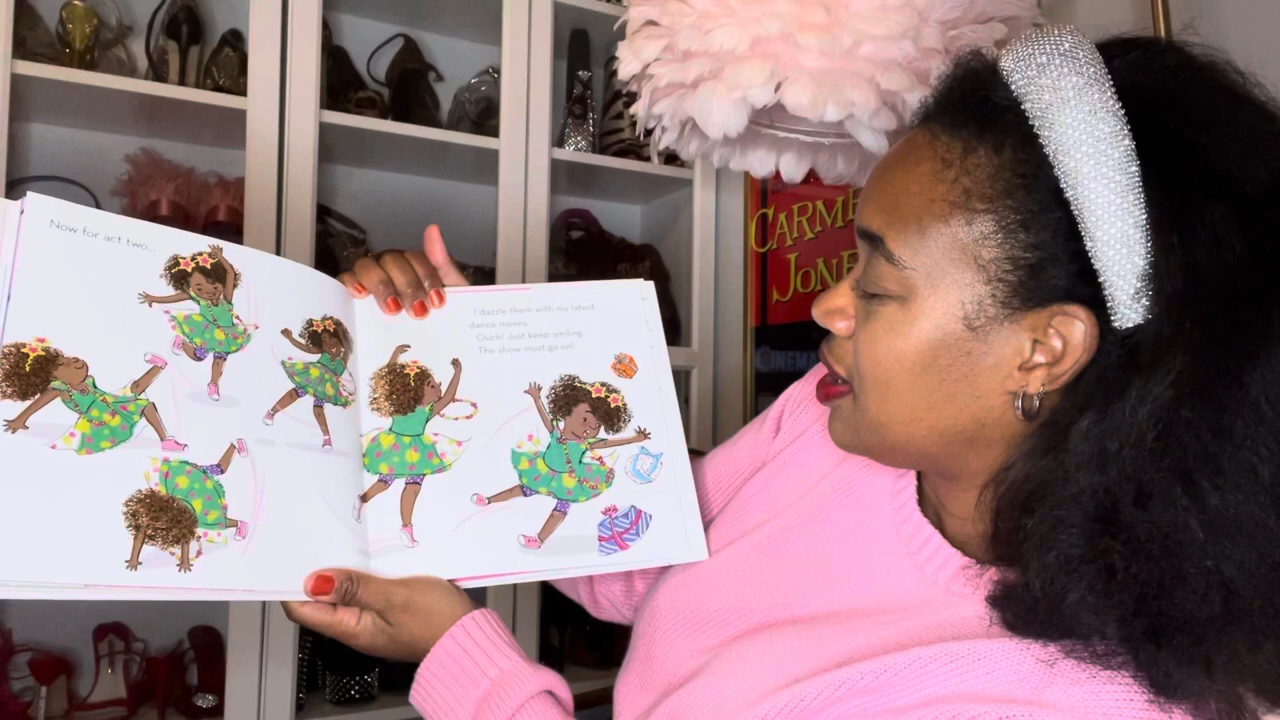 Now for act two...
I dazzle them with my latest
dance moves.
Ouch! Just keep smiling.
The show must go on!
CARME
JONE
CINEMA